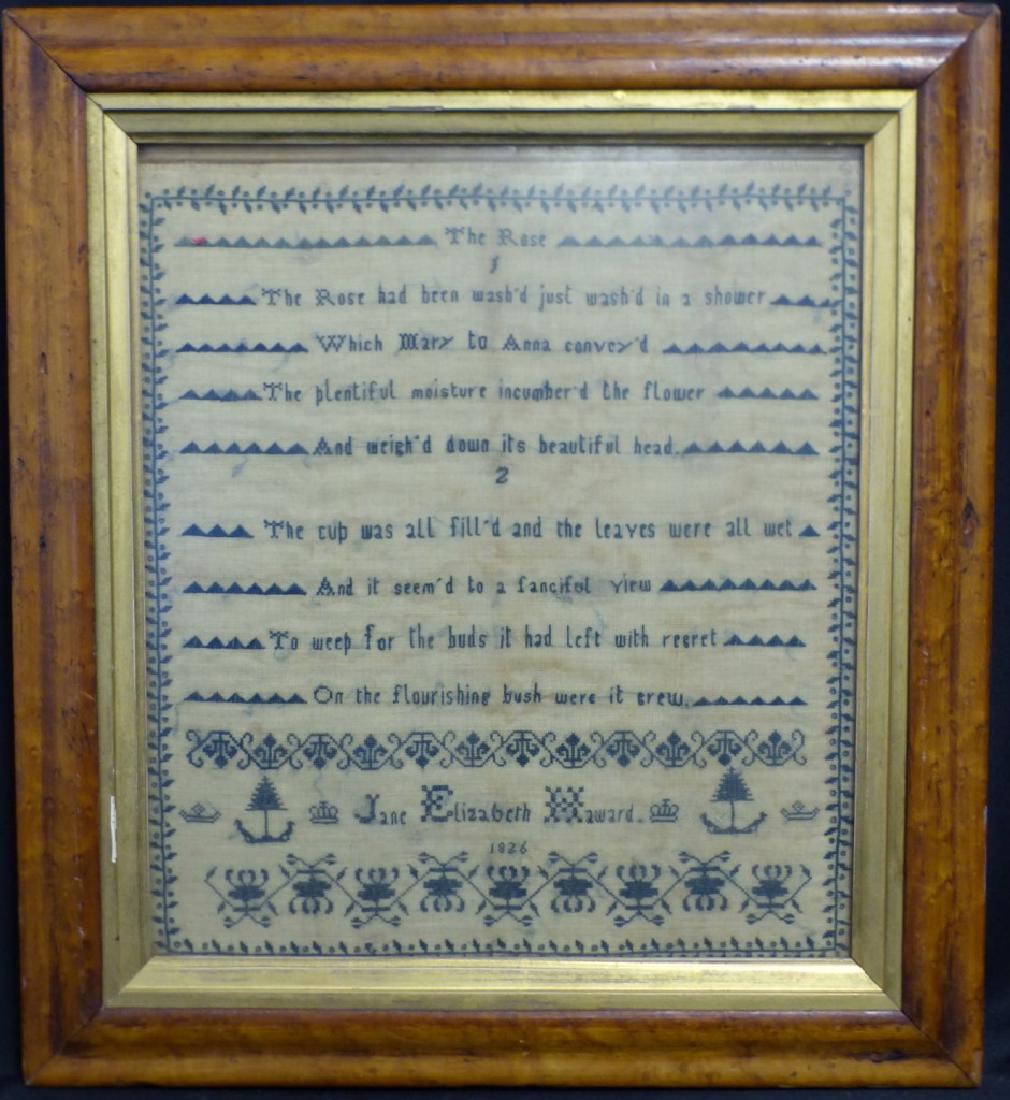 The Rose
1
The Rose had been wash'd just wash'd in a shower
Which Mary to Anna convey'd
The plentiful moisture incumber'd the flower
And weigh'd down its beautiful head.
2
The cup was all fill'd and the leaves were all wet
And it seem'd to a fanciful view
To weep for the buds it had left with regret
On the flourishing bush were it grew.
Jane Elizabeth Haward.
1826